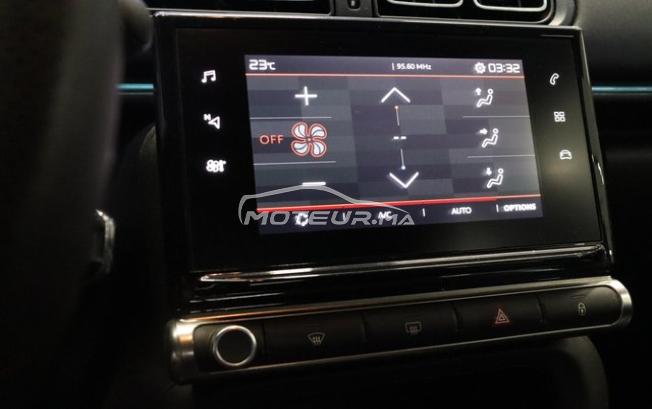 23°C | 95.60 MHz 03:32
OFF
A/C | AUTO | OPTIONS
MOTEUR.MA
N